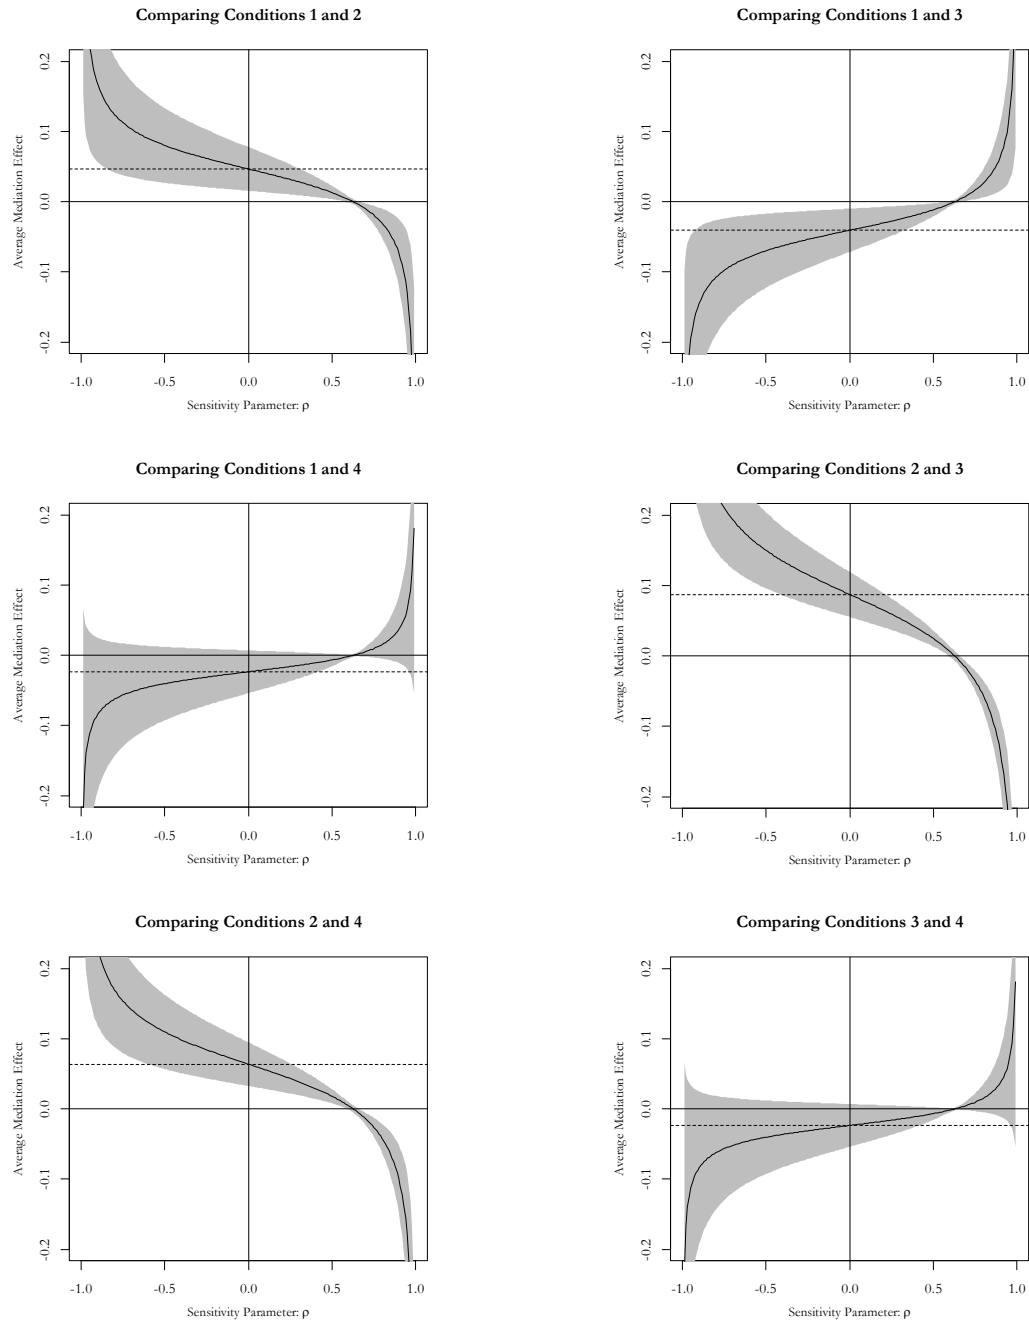 Comparing Conditions 1 and 2
Average Mediation Effect
0.2
0.1
0.0
-0.1
-0.2
-1.0 -0.5 0.0 0.5 1.0
Sensitivity Parameter: ρ
Comparing Conditions 1 and 3
Average Mediation Effect
0.2
0.1
0.0
-0.1
-0.2
-1.0 -0.5 0.0 0.5 1.0
Sensitivity Parameter: ρ
Comparing Conditions 1 and 4
Average Mediation Effect
0.2
0.1
0.0
-0.1
-0.2
-1.0 -0.5 0.0 0.5 1.0
Sensitivity Parameter: ρ
Comparing Conditions 2 and 3
Average Mediation Effect
0.2
0.1
0.0
-0.1
-0.2
-1.0 -0.5 0.0 0.5 1.0
Sensitivity Parameter: ρ
Comparing Conditions 2 and 4
Average Mediation Effect
0.2
0.1
0.0
-0.1
-0.2
-1.0 -0.5 0.0 0.5 1.0
Sensitivity Parameter: ρ
Comparing Conditions 3 and 4
Average Mediation Effect
0.2
0.1
0.0
-0.1
-0.2
-1.0 -0.5 0.0 0.5 1.0
Sensitivity Parameter: ρ